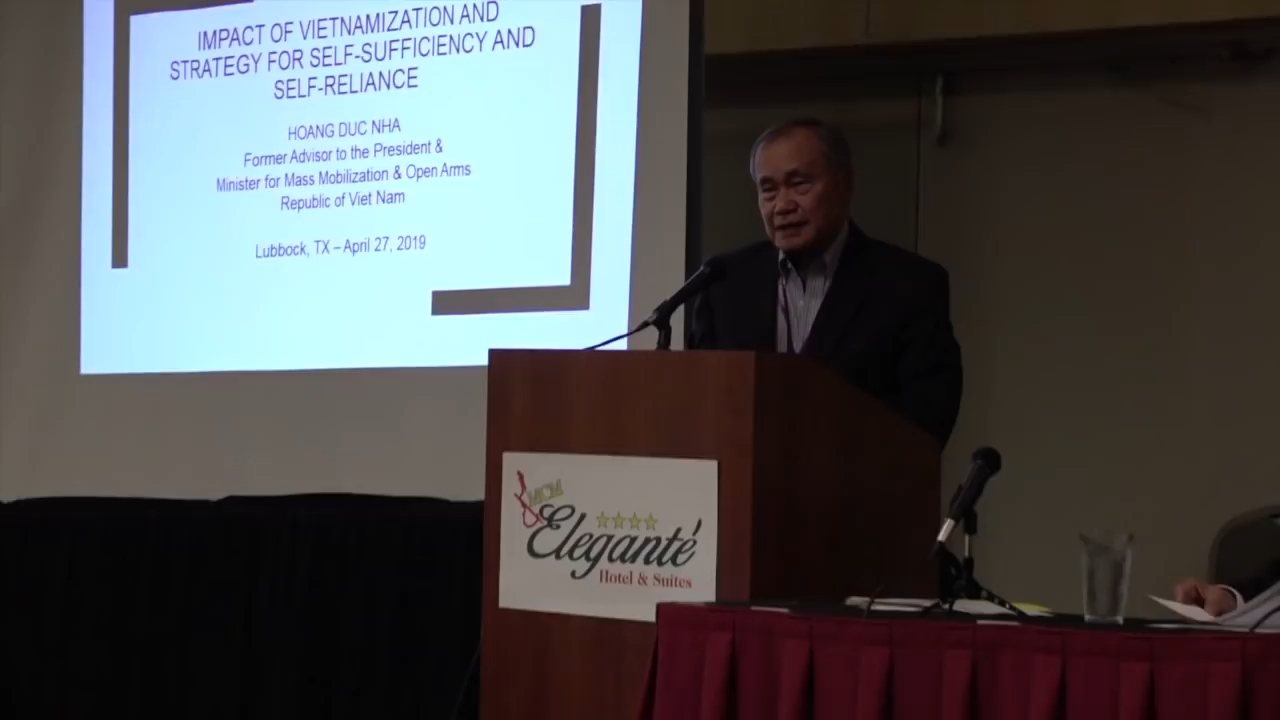 IMPACT OF VIETNAMIZATION AND
STRATEGY FOR SELF-SUFFICIENCY AND
SELF-RELIANCE
HOANG DUC NHA
Former Advisor to the President &
Minister for Mass Mobilization & Open Arms
Republic of Viet Nam
Lubbock, TX – April 27, 2019
MCM
Eleganté
Hotel & Suites